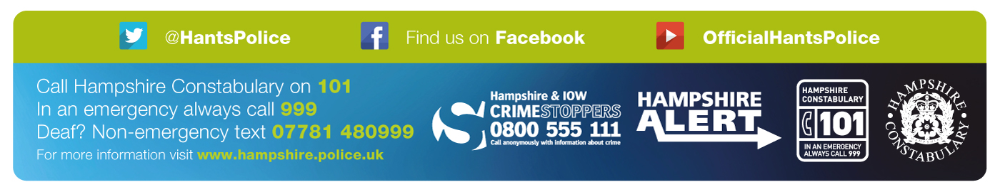 @HantsPolice
Find us on Facebook
OfficialHantsPolice
Call Hampshire Constabulary on 101
In an emergency always call 999
Deaf? Non-emergency text 07781 480999
For more information visit www.hampshire.police.uk
Hampshire & IOW
CRIMESTOPPERS
0800 555 111
Call anonymously with information about crime
HAMPSHIRE
ALERT
HAMPSHIRE
CONSTABULARY
101
IN AN EMERGENCY
ALWAYS CALL 999
HAMPSHIRE
CONSTABULARY